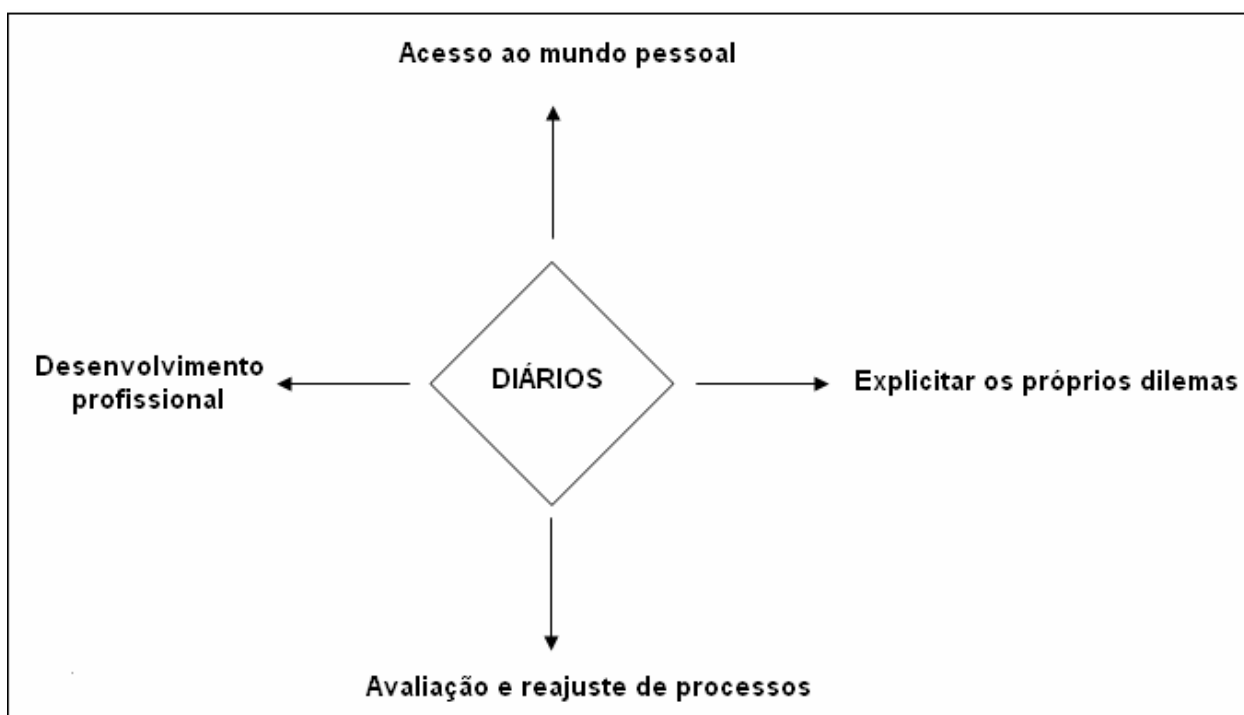 Acesso ao mundo pessoal
Desenvolvimento
profissional
DIÁRIOS
Explicitar os próprios dilemas
Avaliação e reajuste de processos